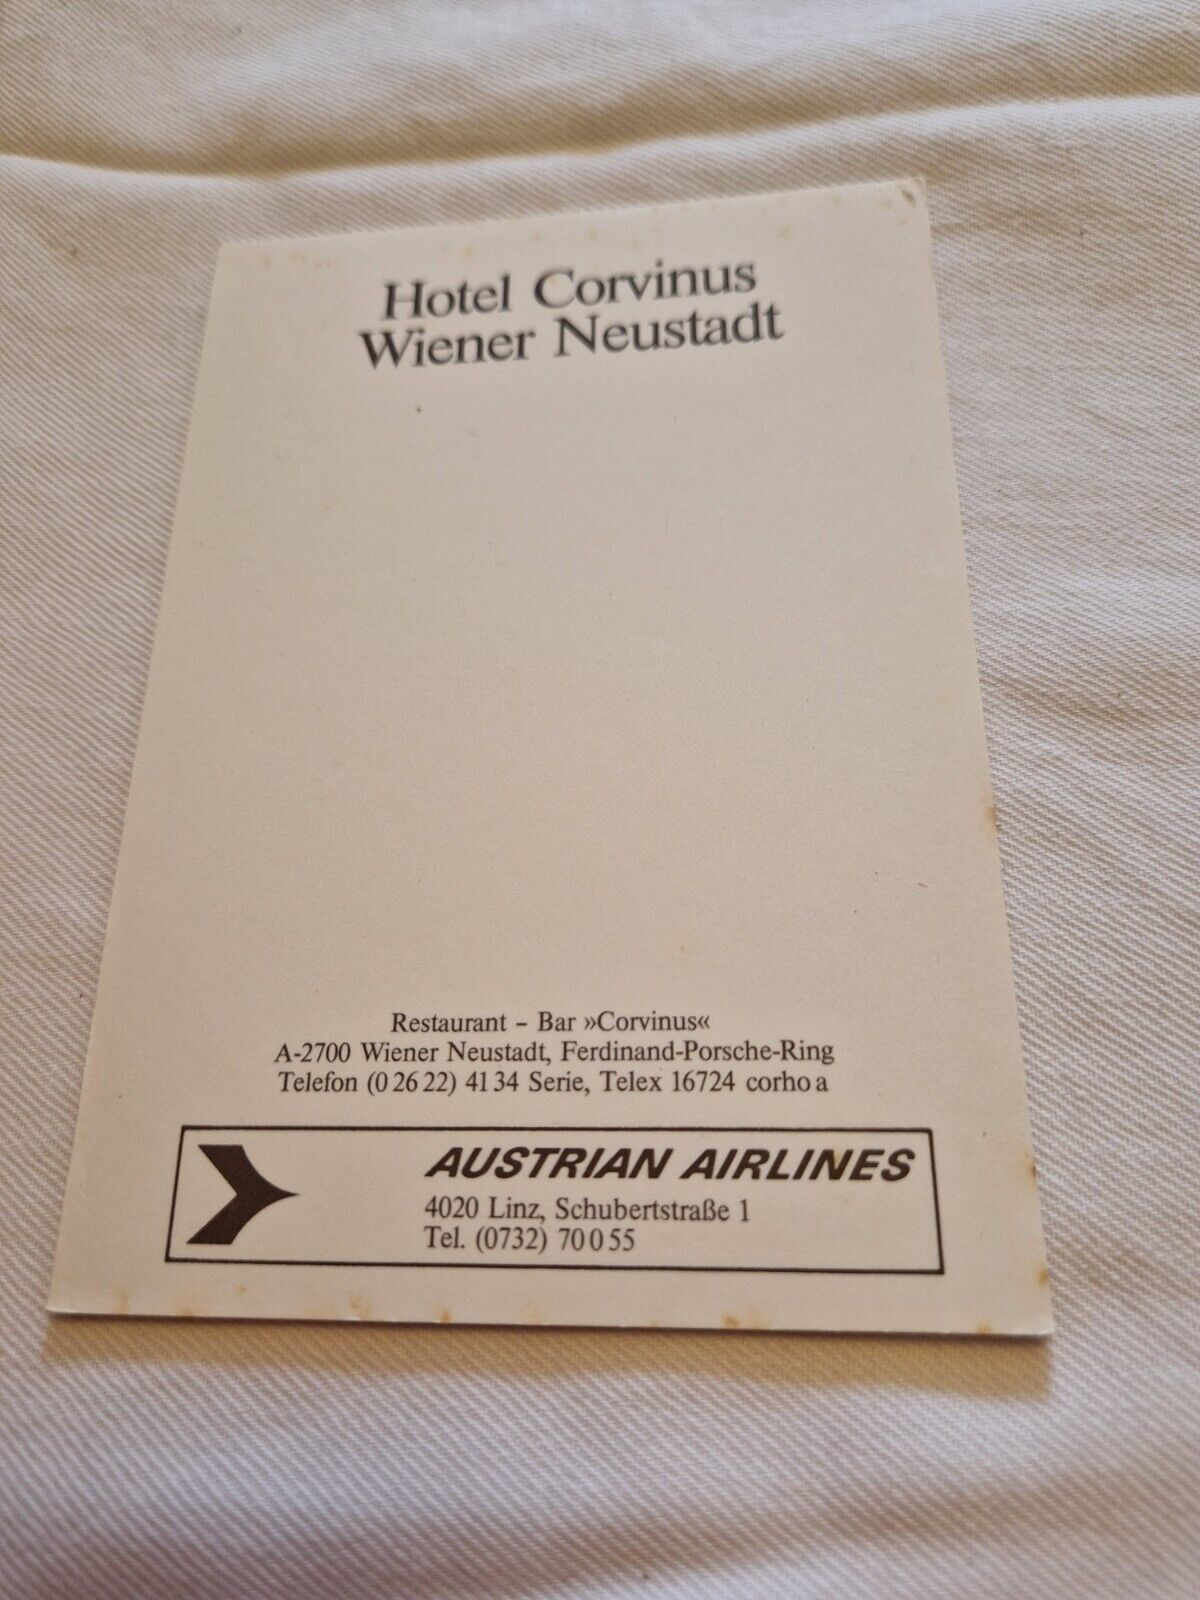 Hotel Corvinus
Wiener Neustadt
Restaurant – Bar »Corvinus«
A-2700 Wiener Neustadt, Ferdinand-Porsche-Ring
Telefon (0 26 22) 41 34 Serie, Telex 16724 corho a
AUSTRIAN AIRLINES
4020 Linz, Schubertstraße 1
Tel. (0732) 70 0 55